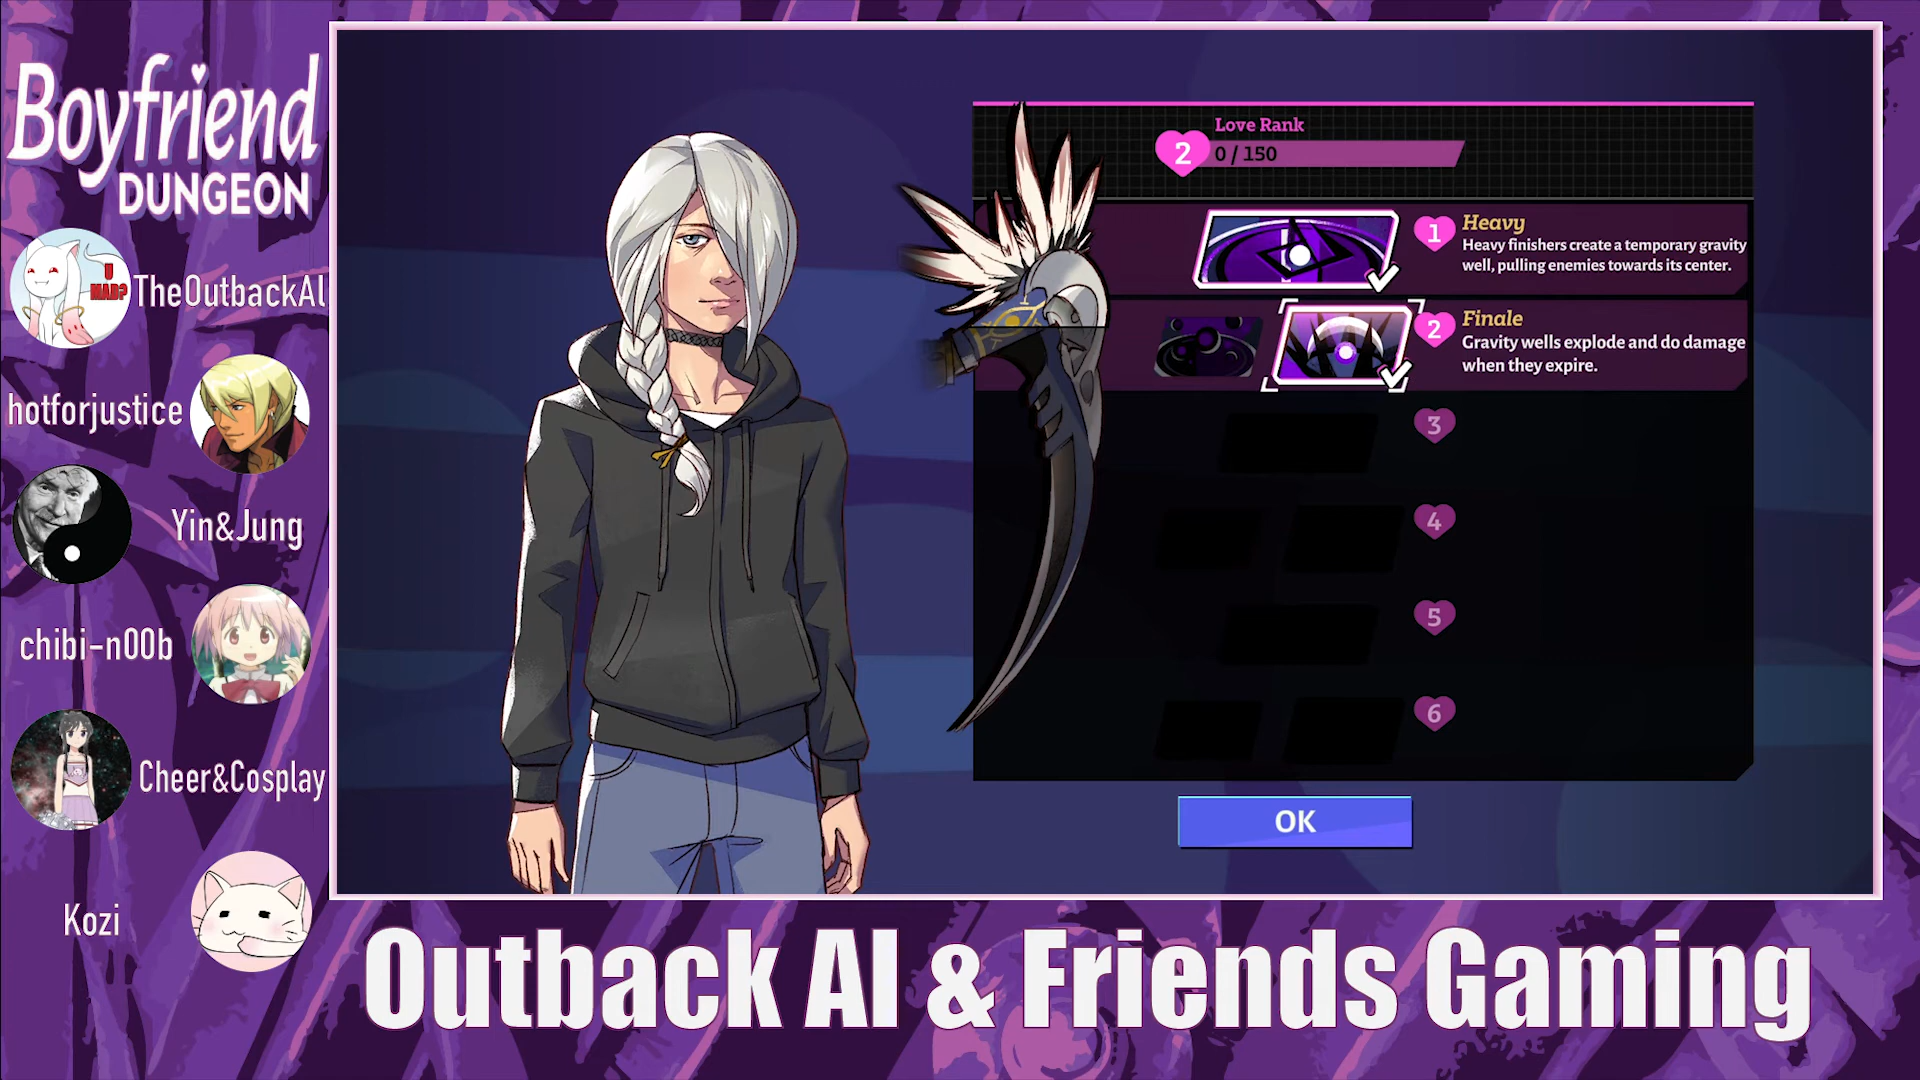 Boyfriend
DUNGEON
U
MAD?
TheOutbackAl
hotforjustice
Yin&Jung
chibi-n00b
Cheer&Cosplay
Kozi
Love Rank
2
0 / 150
1
Heavy
Heavy finishers create a temporary gravity
well, pulling enemies towards its center.
2
Finale
Gravity wells explode and do damage
when they expire.
3
4
5
6
OK
Outback Al & Friends Gaming